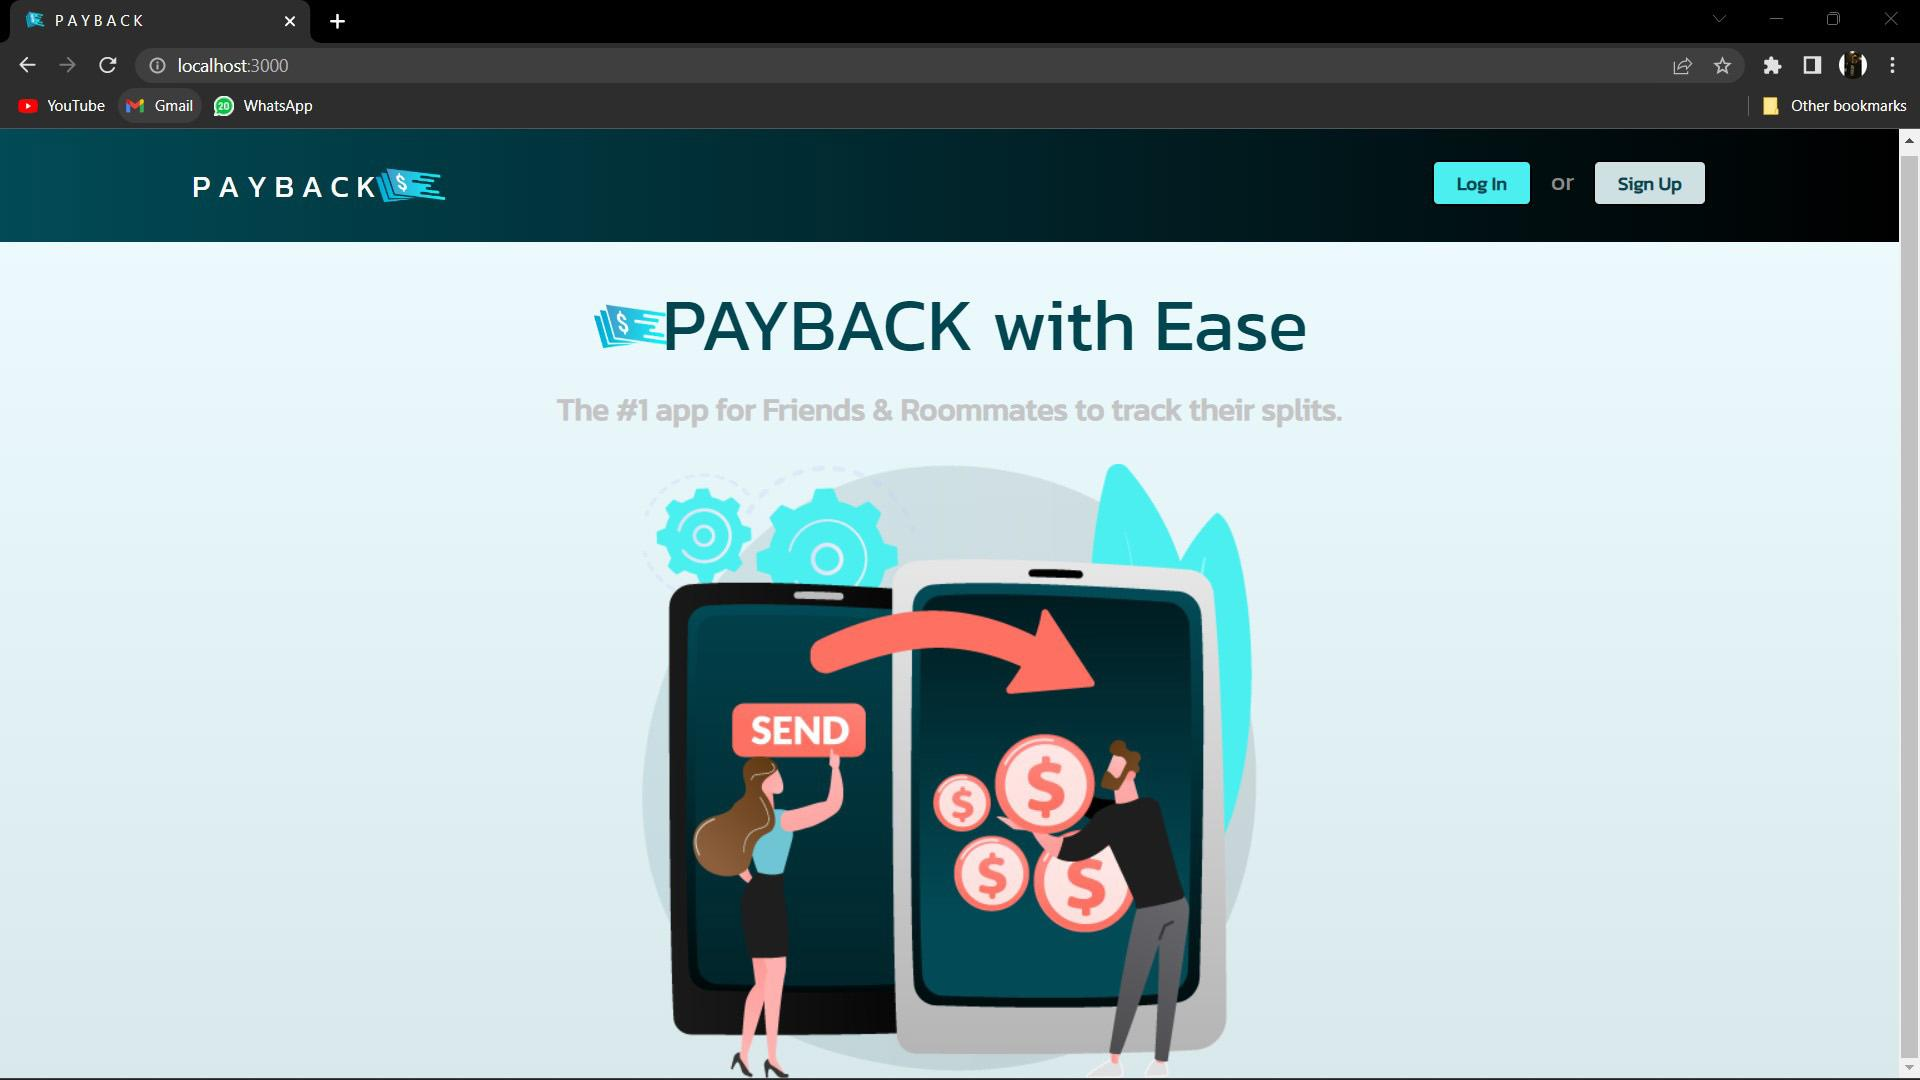 PAYBACK
localhost:3000
YouTube
Gmail
20
WhatsApp
Other bookmarks
PAYBACK
$
Log In
or
Sign Up
$
PAYBACK with Ease
The #1 app for Friends & Roommates to track their splits.
SEND
$
$
$
$